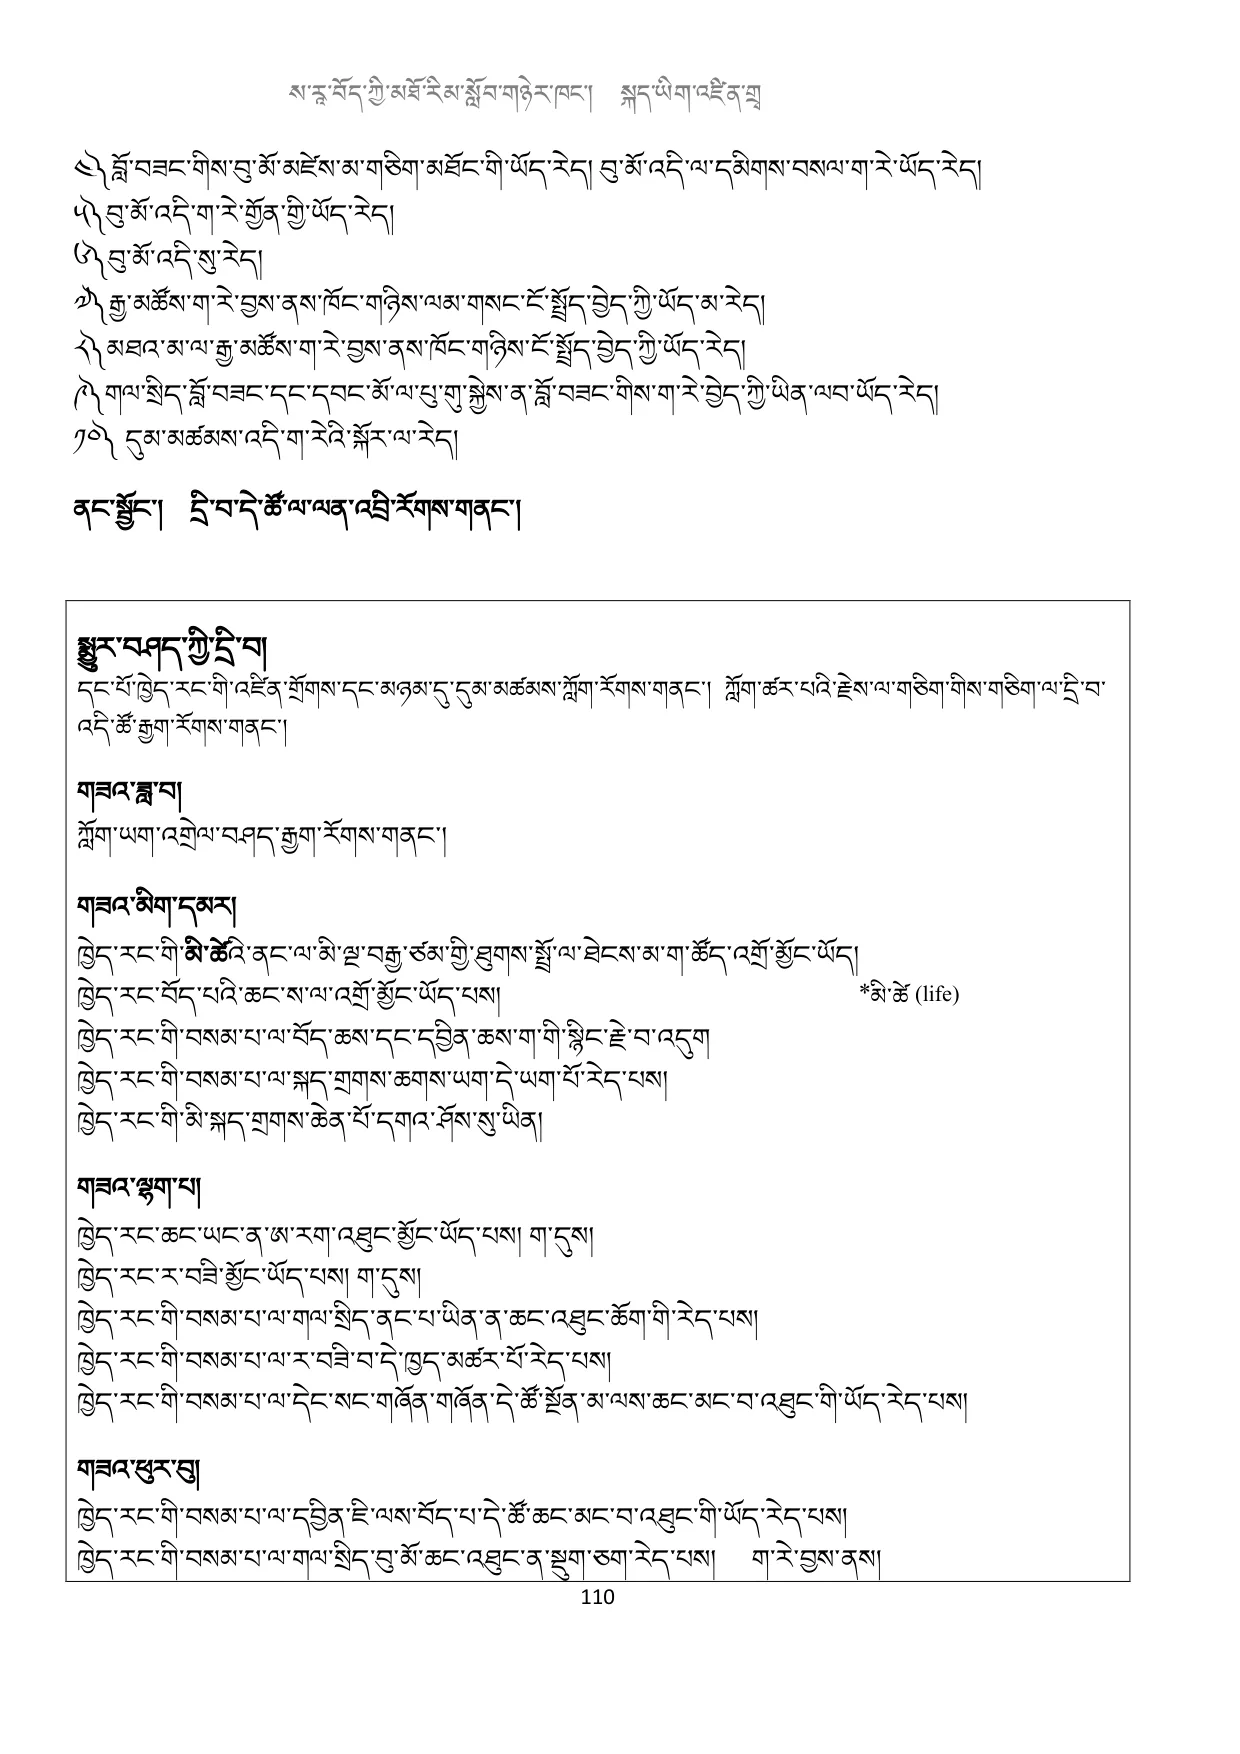 ས་རཱ་བོད་ཀྱི་མཐོ་རིམ་སློབ་གཉེར་ཁང་། སྐད་ཡིག་འཛིན་གྲྭ
༤༽ བློ་བཟང་གིས་བུ་མོ་མཛེས་མ་གཅིག་མཐོང་གི་ཡོད་རེད། བུ་མོ་འདི་ལ་དམིགས་བསལ་ག་རེ་ཡོད་རེད།
༥༽ བུ་མོ་འདི་ག་རེ་གྱོན་གྱི་ཡོད་རེད།
༦༽ བུ་མོ་འདི་སུ་རེད།
༧༽ རྒྱ་མཚོས་ག་རེ་བྱས་ནས་ཁོང་གཉིས་ལམ་གསང་ངོ་སྤྲོད་བྱེད་ཀྱི་ཡོད་མ་རེད།
༨༽ མཐའ་མ་ལ་རྒྱ་མཚོས་ག་རེ་བྱས་ནས་ཁོང་གཉིས་ངོ་སྤྲོད་བྱེད་ཀྱི་ཡོད་རེད།
༩༽ གལ་སྲིད་བློ་བཟང་དང་དབང་མོ་ལ་ཕུ་གུ་སྐྱེས་ན་བློ་བཟང་གིས་ག་རེ་བྱེད་ཀྱི་ཡིན་ལབ་ཡོད་རེད།
༡༠༽ དུམ་མཚམས་འདི་ག་རེའི་སྐོར་ལ་རེད།
ནང་སྦྱོང་། དྲི་བ་དེ་ཚོ་ལ་ལན་འབྲི་རོགས་གནང་།
སྨྱུར་བཤད་ཀྱི་དྲི་བ།
དང་པོ་ཁྱེད་རང་གི་འཛིན་གྲོགས་དང་མཉམ་དུ་དུམ་མཚམས་ཀློག་རོགས་གནང་། ཀློག་ཚར་པའི་རྗེས་ལ་གཅིག་གིས་གཅིག་ལ་དྲི་བ་
འདི་ཚོ་རྒྱག་རོགས་གནང་།
གཟའ་ཟླ་བ།
ཀློག་ཡག་འགྲེལ་བཤད་རྒྱག་རོགས་གནང་།
གཟའ་མིག་དམར།
ཁྱེད་རང་གི་མི་ཚེའི་ནང་ལ་མི་ལྔ་བརྒྱ་ཙམ་གྱི་ཐུགས་སྤྲོ་ལ་ཐེངས་མ་ག་ཚོད་འགྲོ་མྱོང་ཡོད།
ཁྱེད་རང་བོད་པའི་ཆང་ས་ལ་འགྲོ་མྱོང་ཡོད་པས། *མི་ཚེ (life)
ཁྱེད་རང་གི་བསམ་པ་ལ་བོད་ཆས་དང་དབྱིན་ཆས་ག་གི་སྙིང་རྗེ་བ་འདུག
ཁྱེད་རང་གི་བསམ་པ་ལ་སྐད་གྲགས་ཆགས་ཡག་དེ་ཡག་པོ་རེད་པས།
ཁྱེད་རང་གི་མི་སྐད་གྲགས་ཆེན་པོ་དགའ་ཤོས་སུ་ཡིན།
གཟའ་ལྷག་པ།
ཁྱེད་རང་ཆང་ཡང་ན་ཨ་རག་འཐུང་མྱོང་ཡོད་པས། ག་དུས།
ཁྱེད་རང་ར་བཟི་མྱོང་ཡོད་པས། ག་དུས།
ཁྱེད་རང་གི་བསམ་པ་ལ་གལ་སྲིད་ནང་པ་ཡིན་ན་ཆང་འཐུང་ཆོག་གི་རེད་པས།
ཁྱེད་རང་གི་བསམ་པ་ལ་ར་བཟི་བ་དེ་ཁྱད་མཚར་པོ་རེད་པས།
ཁྱེད་རང་གི་བསམ་པ་ལ་དེང་སང་གཞོན་གཞོན་དེ་ཚོ་སྔོན་མ་ལས་ཆང་མང་བ་འཐུང་གི་ཡོད་རེད་པས།
གཟའ་ཕུར་བུ།
ཁྱེད་རང་གི་བསམ་པ་ལ་དབྱིན་ཇི་ལས་བོད་པ་དེ་ཚོ་ཆང་མང་བ་འཐུང་གི་ཡོད་རེད་པས།
ཁྱེད་རང་གི་བསམ་པ་ལ་གལ་སྲིད་བུ་མོ་ཆང་འཐུང་ན་སྡུག་ཅག་རེད་པས། ག་རེ་བྱས་ནས།
110